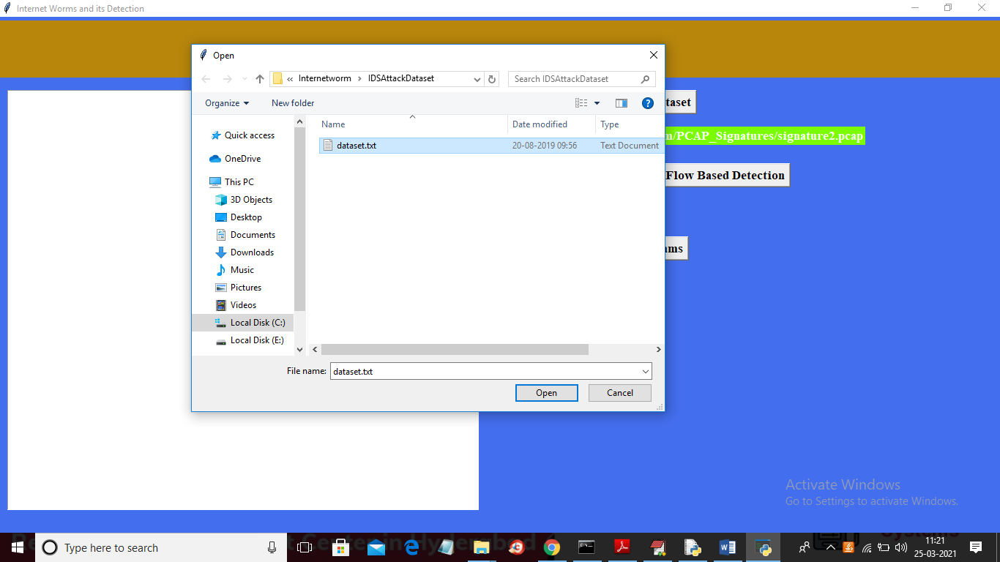 Internet Worms and its Detection
Open
« Internetworm › IDSAttackDataset
Search IDSAttackDataset
Organize
New folder
Name
Date modified
Type
Quick access
OneDrive
This PC
3D Objects
Desktop
Documents
Downloads
Music
Pictures
Videos
Local Disk (C:)
Local Disk (E:)
dataset.txt
20-08-2019 09:56
Text Document
File name:
dataset.txt
Open
Cancel
taset
n/PCAP_Signatures/signature2.pcap
Flow Based Detection
ams
Activate Windows
Go to Settings to activate Windows.
Type here to search
Systems
11:21
25-03-2021